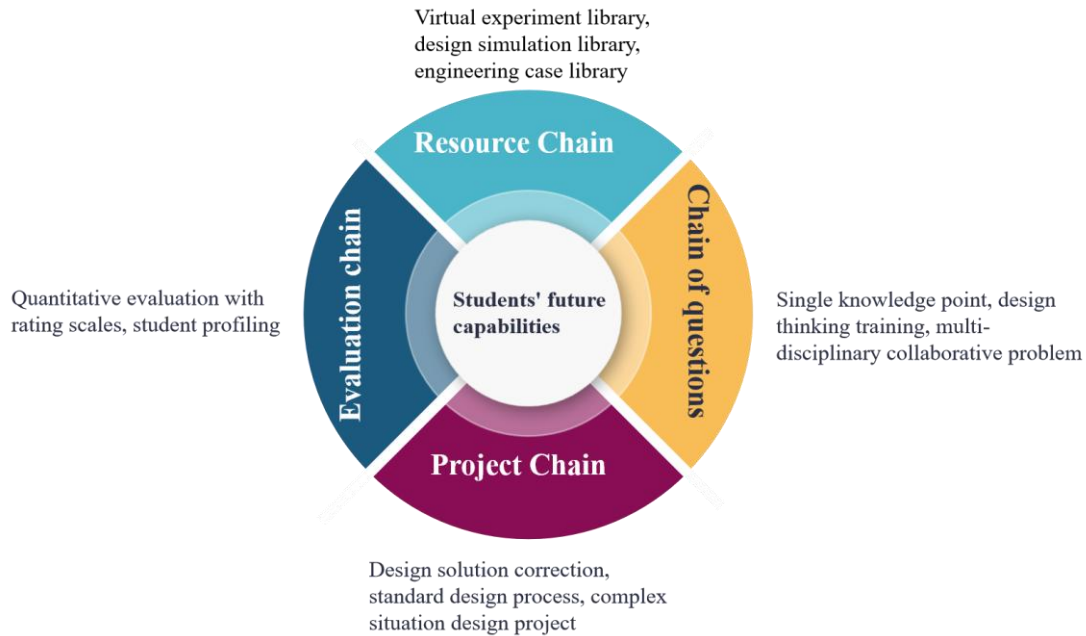 Virtual experiment library,
design simulation library,
engineering case library
Resource Chain
Evaluation chain
Chain of questions
Students' future
capabilities
Quantitative evaluation with
rating scales, student profiling
Single knowledge point, design
thinking training, multi-
disciplinary collaborative problem
Project Chain
Design solution correction,
standard design process, complex
situation design project